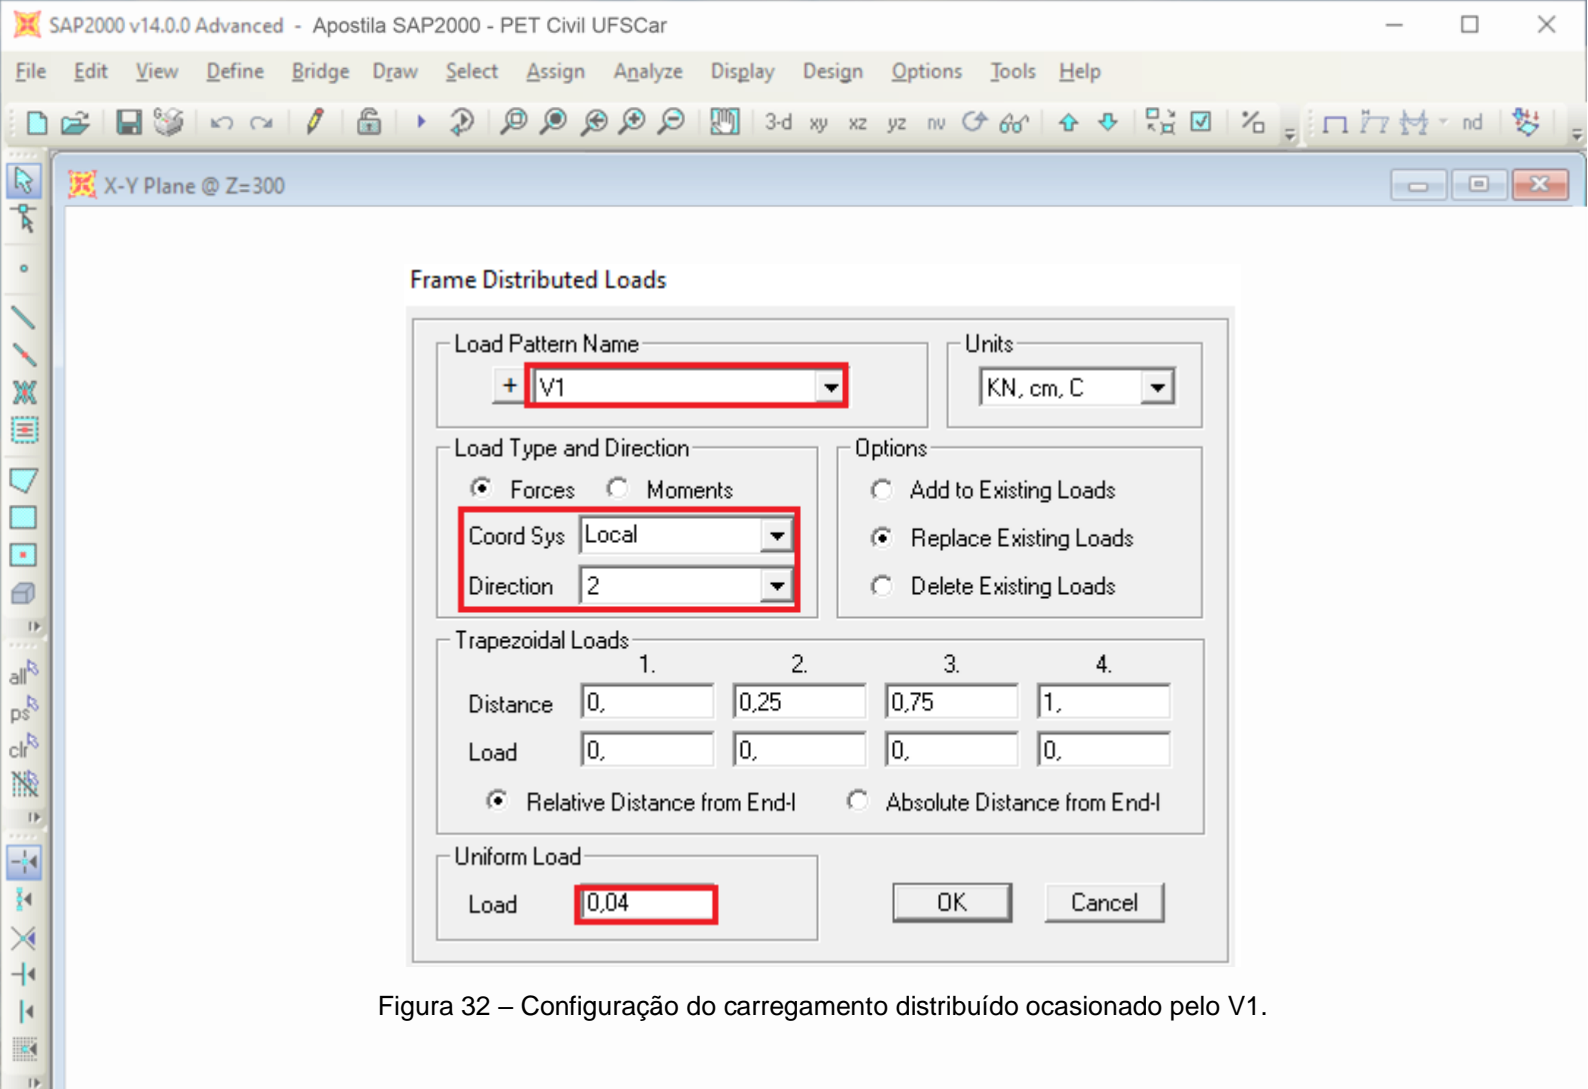 SAP2000 v14.0.0 Advanced - Apostila SAP2000 - PET Civil UFSCar
File Edit View Define Bridge Draw Select Assign Analyze Display Design Options Tools Help
3-d xy xz yz nv nd
X-Y Plane @ Z=300
all
ps
clr
Frame Distributed Loads
Load Pattern Name
+ V1
Units
KN, cm, C
Load Type and Direction
Forces Moments
Coord Sys Local
Direction 2
Options
Add to Existing Loads
Replace Existing Loads
Delete Existing Loads
Trapezoidal Loads
1. 2. 3. 4.
Distance 0, 0,25 0,75 1,
Load 0, 0, 0, 0,
Relative Distance from End-I Absolute Distance from End-I
Uniform Load
Load 0,04
OK Cancel
Figura 32 – Configuração do carregamento distribuído ocasionado pelo V1.